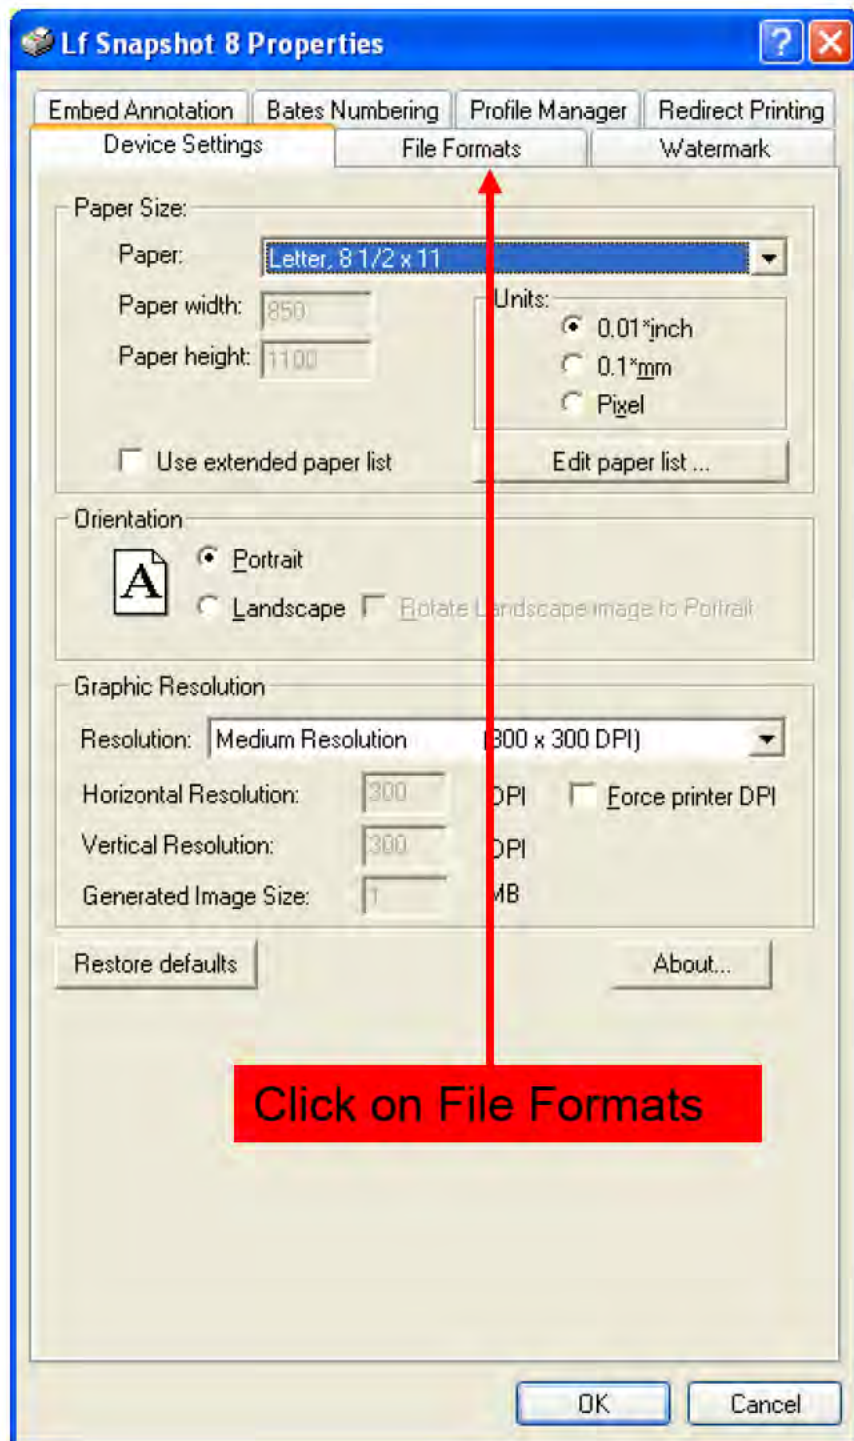 Lf Snapshot 8 Properties
Embed Annotation Bates Numbering Profile Manager Redirect Printing
Device Settings File Formats Watermark
Paper Size:
Paper: Letter, 8 1/2 x 11
Paper width: 850
Units:
0.01*inch
Paper height: 1100
0.1*mm
Pixel
Use extended paper list Edit paper list ...
Orientation
A
Portrait
Landscape Rotate Landscape image to Portrait
Graphic Resolution
Resolution: Medium Resolution (300 x 300 DPI)
Horizontal Resolution: 300 DPI Force printer DPI
Vertical Resolution: 300 DPI
Generated Image Size: 1 MB
Restore defaults About...
Click on File Formats
OK Cancel